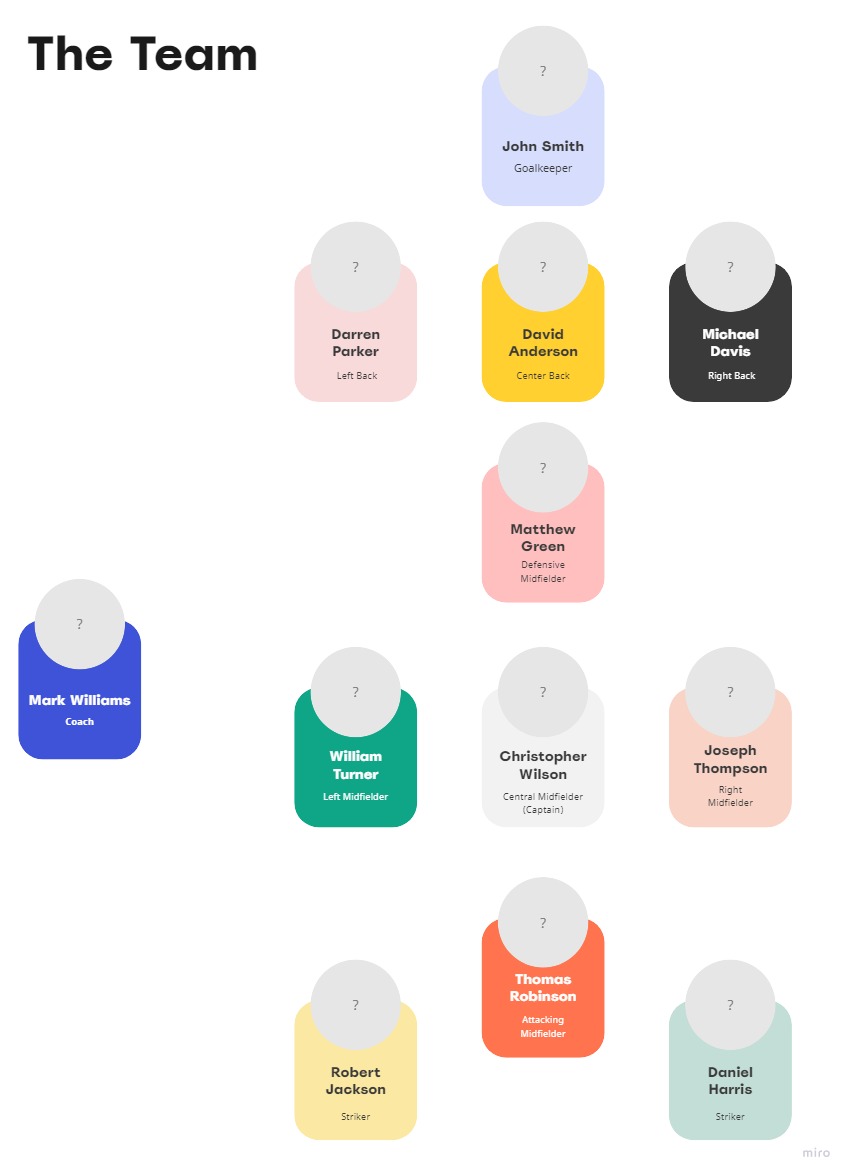 The Team
?
John Smith
Goalkeeper
?
Darren
Parker
Left Back
?
David
Anderson
Center Back
?
Michael
Davis
Right Back
?
Matthew
Green
Defensive
Midfielder
?
Mark Williams
Coach
?
William
Turner
Left Midfielder
?
Christopher
Wilson
Central Midfielder
(Captain)
?
Joseph
Thompson
Right
Midfielder
?
Thomas
Robinson
Attacking
Midfielder
?
Robert
Jackson
Striker
?
Daniel
Harris
Striker
miro